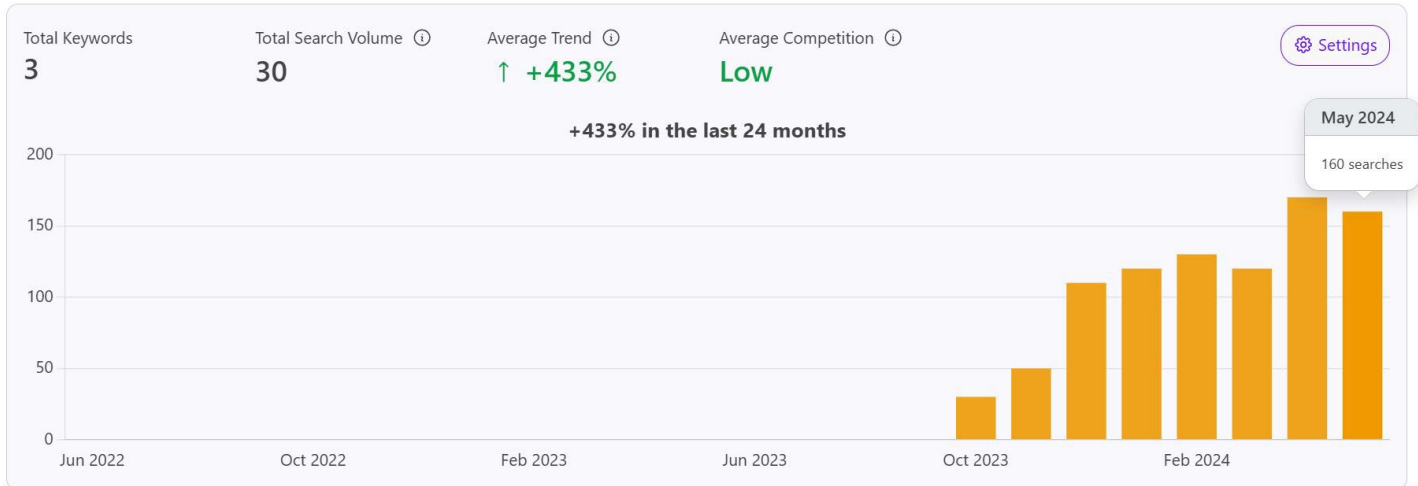 Total Keywords
3
Total Search Volume
30
Average Trend
↑ +433%
Average Competition
Low
Settings
+433% in the last 24 months
May 2024
160 searches
200
150
100
50
0
Jun 2022
Oct 2022
Feb 2023
Jun 2023
Oct 2023
Feb 2024